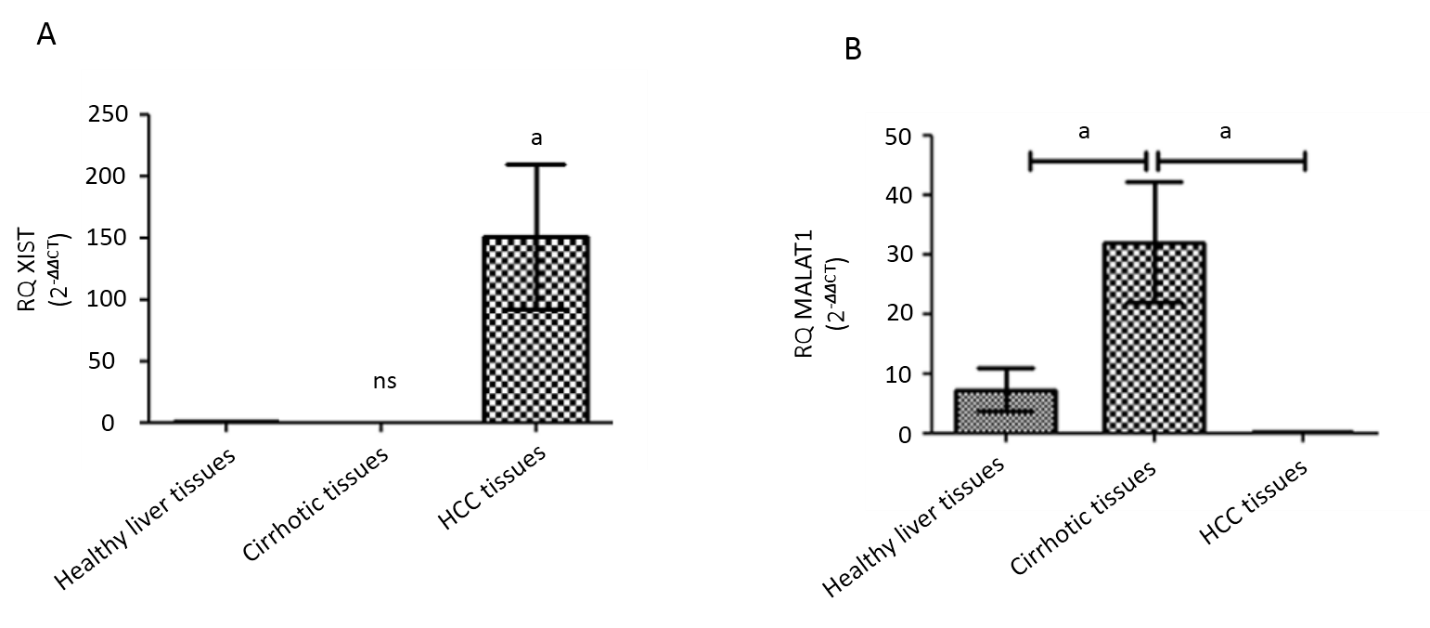 A
RQ XIST
(2-ΔΔCT)
250
200
150
100
50
0
ns
a
Healthy liver tissues
Cirrhotic tissues
HCC tissues
B
RQ MALAT1
(2-ΔΔCT)
50
40
30
20
10
0
a
a
Healthy liver tissues
Cirrhotic tissues
HCC tissues